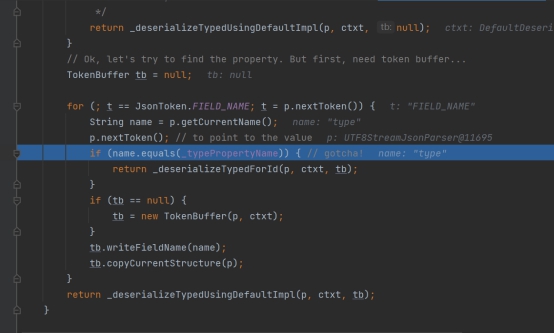 */
return _deserializeTypedUsingDefaultImpl(p, ctxt, tb: null); ctxt: DefaultDeseri
}
// Ok, let's try to find the property. But first, need token buffer...
TokenBuffer tb = null; tb: null
for (; t == JsonToken.FIELD_NAME; t = p.nextToken()) { t: "FIELD_NAME"
String name = p.getCurrentName(); name: "type"
p.nextToken(); // to point to the value p: UTF8StreamJsonParser@11695
if (name.equals(_typePropertyName)) { // gotcha! name: "type"
return _deserializeTypedForId(p, ctxt, tb);
}
if (tb == null) {
tb = new TokenBuffer(p, ctxt);
}
tb.writeFieldName(name);
tb.copyCurrentStructure(p);
}
return _deserializeTypedUsingDefaultImpl(p, ctxt, tb);
}